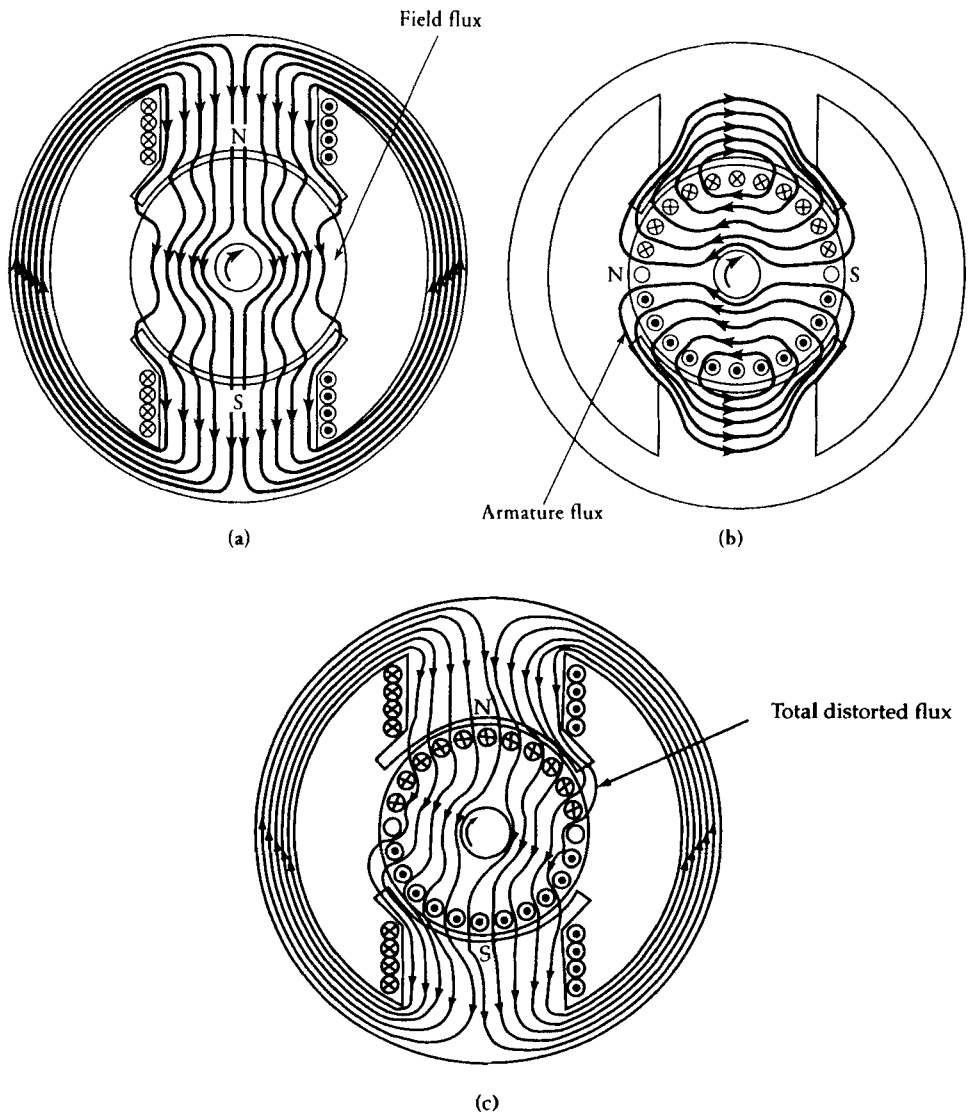 Field flux
N
S
(a)
N
S
Armature flux
(b)
N
S
Total distorted flux
(c)